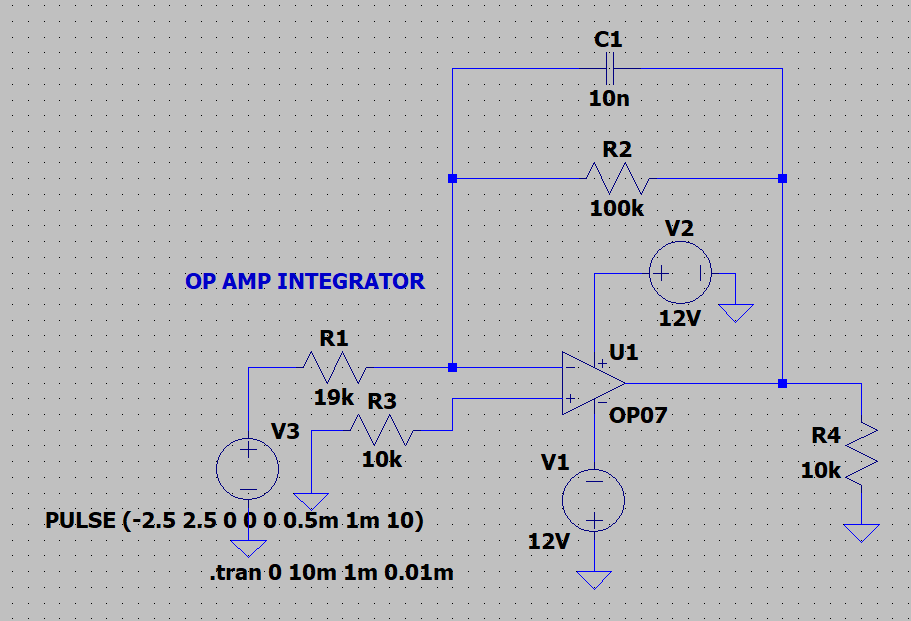 C1
10n
R2
100k
V2
12V
OP AMP INTEGRATOR
R1
19k
R3
10k
U1
OP07
V3
V1
12V
R4
10k
PULSE (-2.5 2.5 0 0 0 0.5m 1m 10)
.tran 0 10m 1m 0.01m